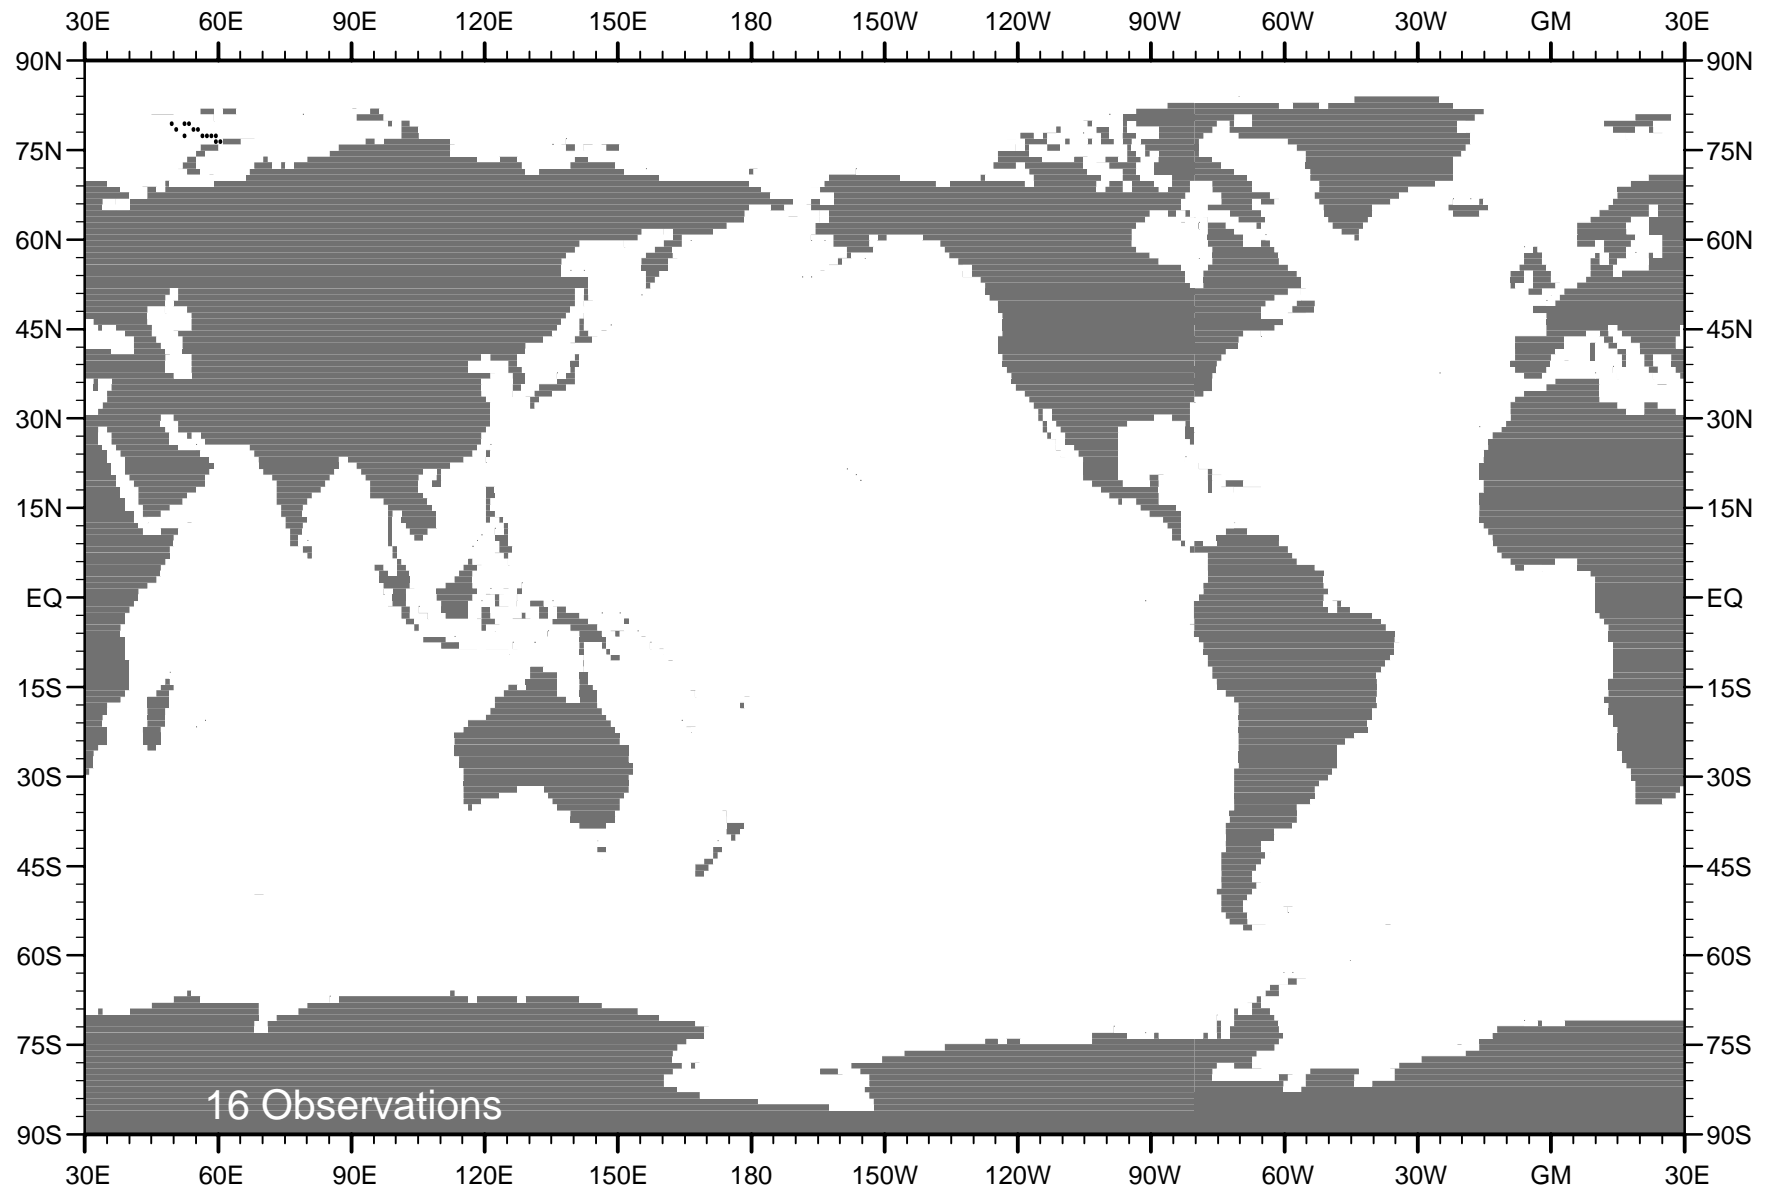 30E 60E 90E 120E 150E 180 150W 120W 90W 60W 30W GM 30E
90N 90N
75N 75N
60N 60N
45N 45N
30N 30N
15N 15N
EQ EQ
15S 15S
30S 30S
45S 45S
60S 60S
75S 75S
16 Observations
90S 90S
30E 60E 90E 120E 150E 180 150W 120W 90W 60W 30W GM 30E